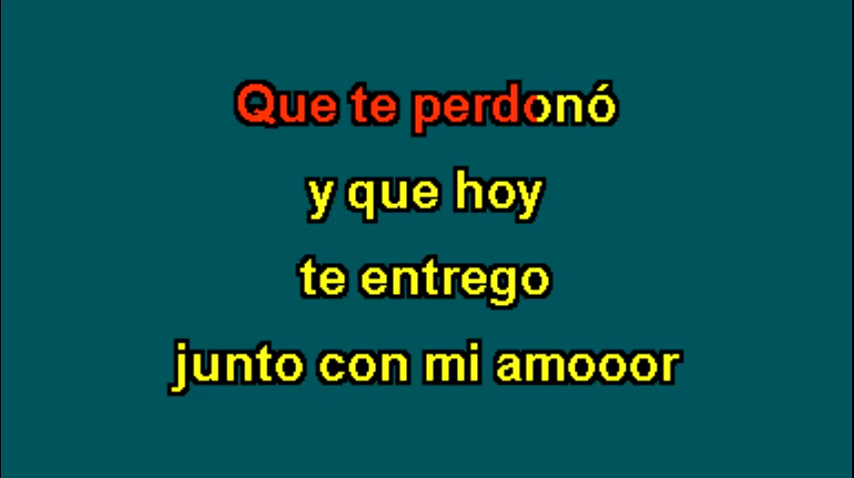 Que te perdonó
y que hoy
te entrego
junto con mi amooor